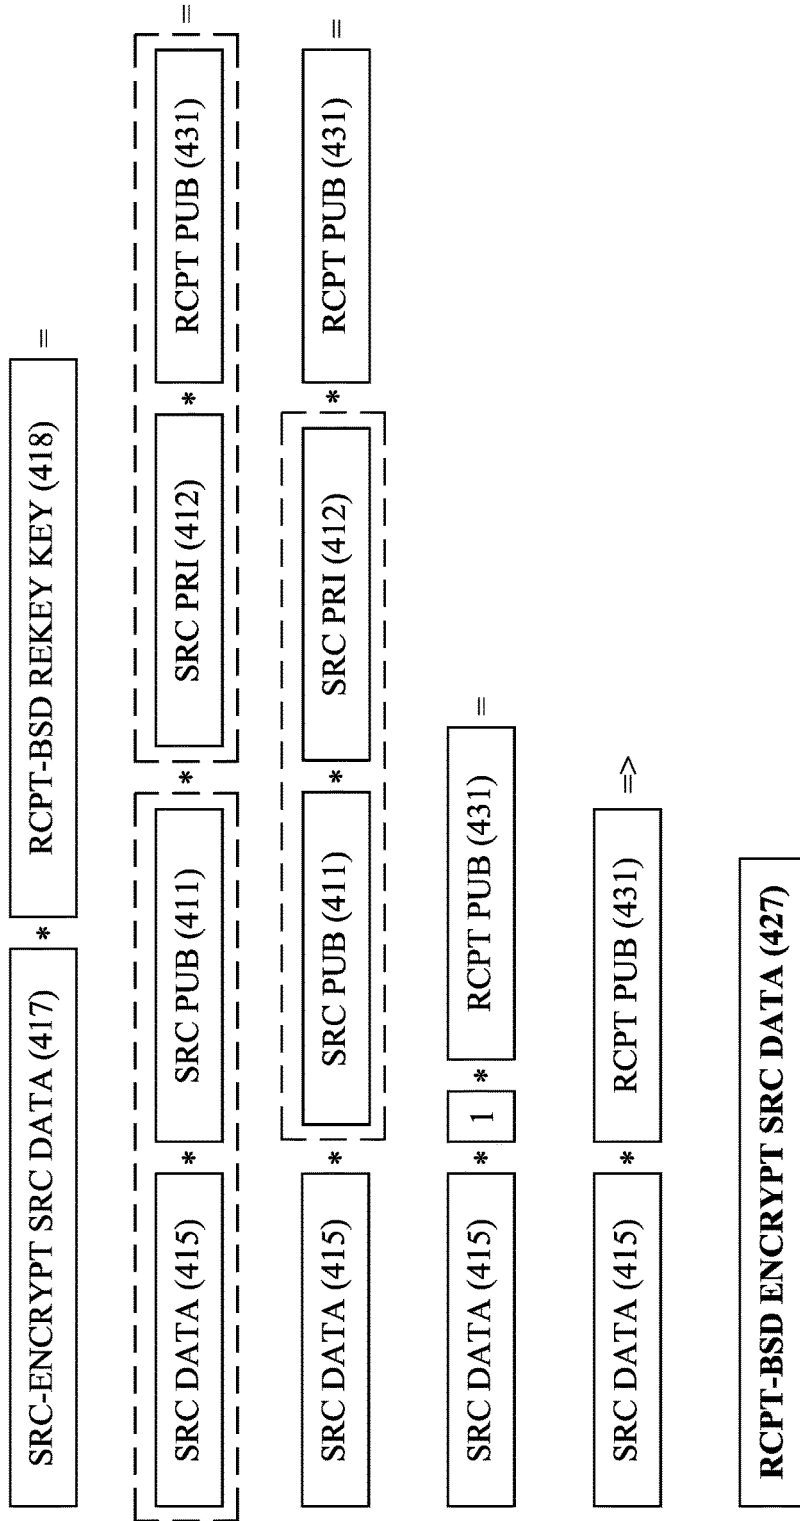 SRC-ENCRYPT SRC DATA (417) * RCPT-BSD REKEY KEY (418) =
SRC DATA (415) * SRC PUB (411) * SRC PRI (412) * RCPT PUB (431) =
SRC DATA (415) * SRC PUB (411) * SRC PRI (412) * RCPT PUB (431) =
SRC DATA (415) * 1 * RCPT PUB (431) =
SRC DATA (415) * RCPT PUB (431) =>
RCPT-BSD ENCRYPT SRC DATA (427)